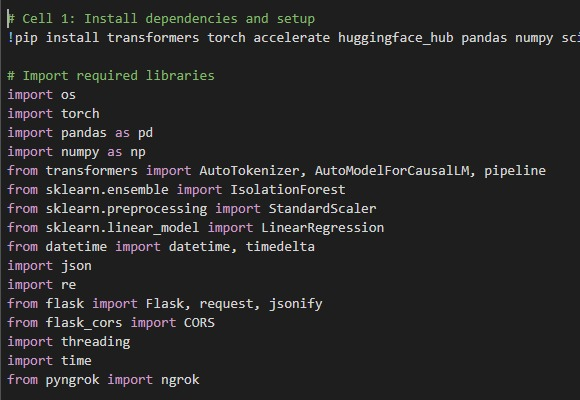 # Cell 1: Install dependencies and setup
!pip install transformers torch accelerate huggingface_hub pandas numpy sci
# Import required libraries
import os
import torch
import pandas as pd
import numpy as np
from transformers import AutoTokenizer, AutoModelForCausalLM, pipeline
from sklearn.ensemble import IsolationForest
from sklearn.preprocessing import StandardScaler
from sklearn.linear_model import LinearRegression
from datetime import datetime, timedelta
import json
import re
from flask import Flask, request, jsonify
from flask_cors import CORS
import threading
import time
from pyngrok import ngrok